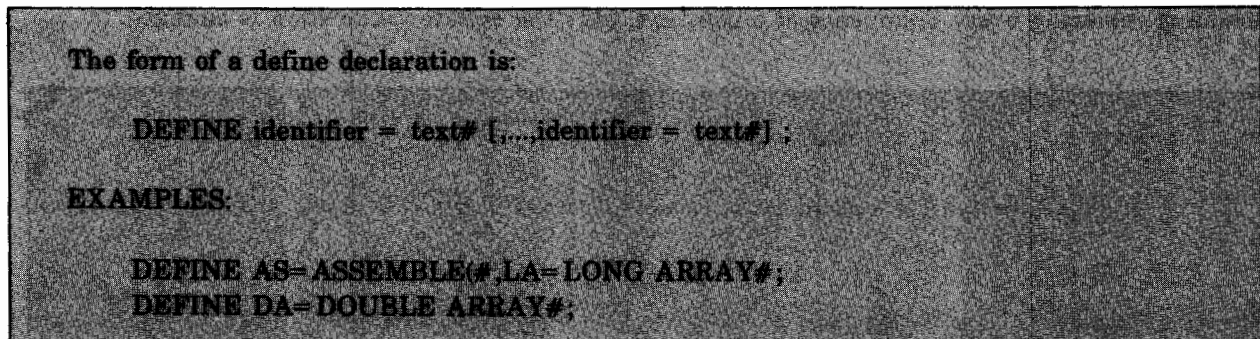 The form of a define declaration is:
DEFINE identifier = text# [,...,identifier = text#] ;
EXAMPLES:
DEFINE AS=ASSEMBLE(#,LA=LONG ARRAY#;
DEFINE DA=DOUBLE ARRAY#;